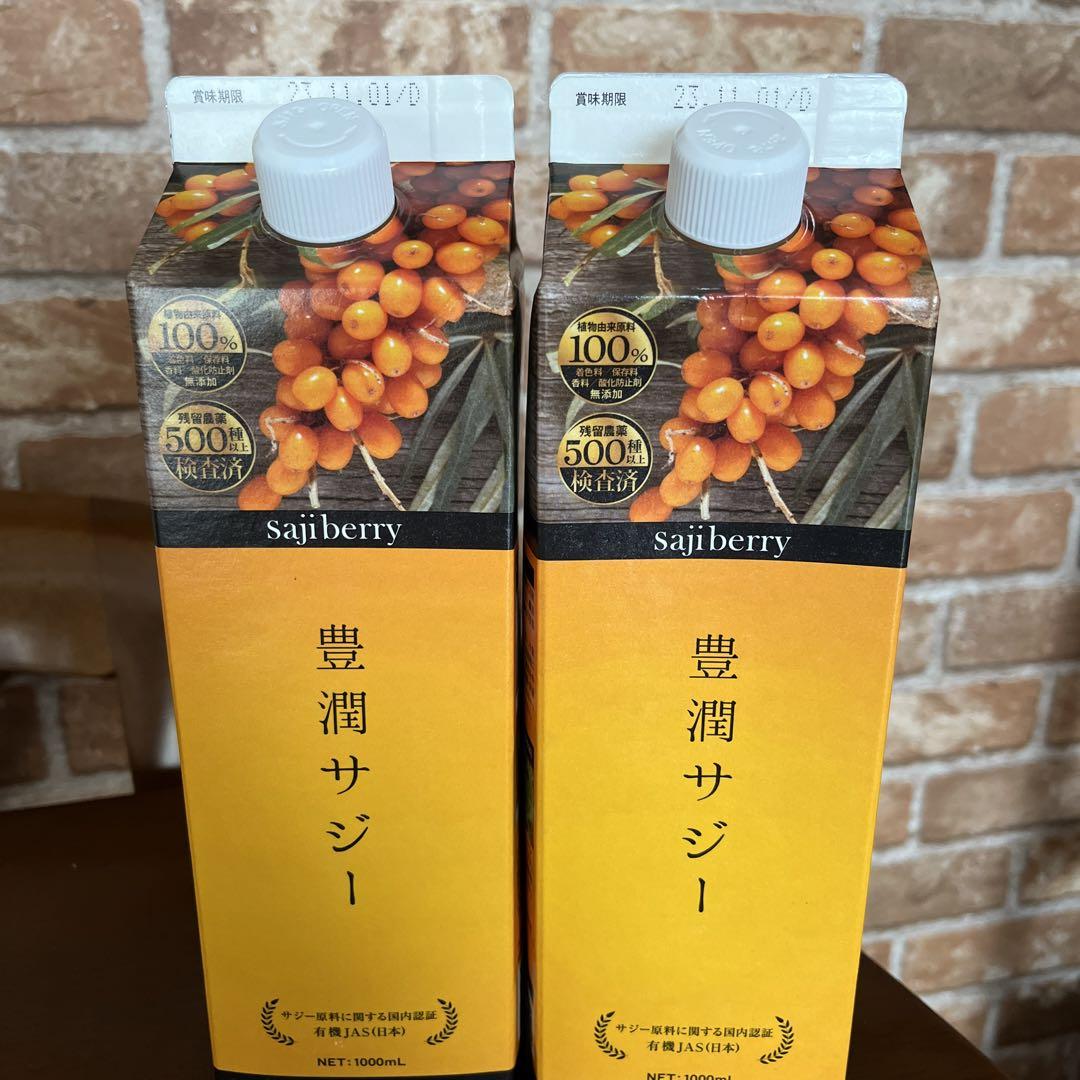 賞味期限 23.11.01/D
植物由来原料
100%
着色料/保存料
香料/酸化防止剤
無添加
残留農薬
500種以上
検査済
sajiberry
豊潤サジー
サジー原料に関する国内認証
有機JAS(日本)
NET:1000mL
賞味期限 23.11.01/D
OPEN
植物由来原料
100%
着色料/保存料
香料/酸化防止剤
無添加
残留農薬
500種以上
検査済
sajiberry
豊潤サジー
サジー原料に関する国内認証
有機JAS(日本)
NET:1000mL